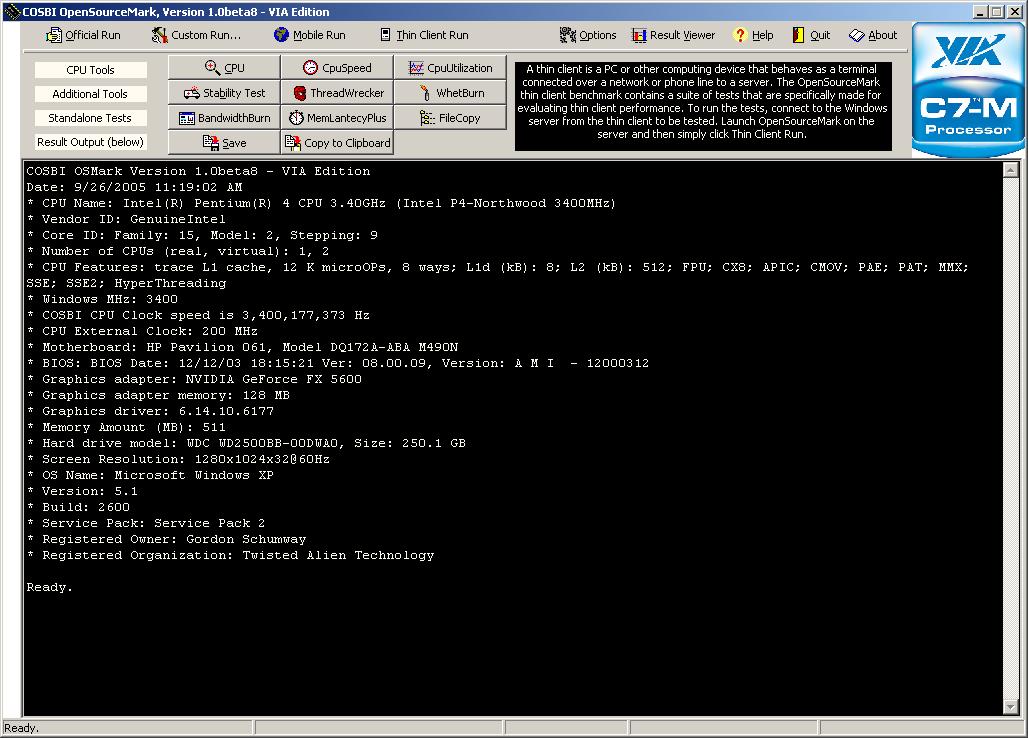 COSBI OpenSourceMark, Version 1.0beta8 - VIA Edition
Official Run
Custom Run...
Mobile Run
Thin Client Run
Options
Result Viewer
Help
Quit
About
CPU Tools
CPU
CpuSpeed
CpuUtilization
Additional Tools
Stability Test
ThreadWrecker
WhetBurn
Standalone Tests
BandwidthBurn
MemLantecyPlus
FileCopy
Result Output (below)
Save
Copy to Clipboard
A thin client is a PC or other computing device that behaves as a terminal
connected over a network or phone line to a server. The OpenSourceMark
thin client benchmark contains a suite of tests that are specifically made for
evaluating thin client performance. To run the tests, connect to the Windows
server from the thin client to be tested. Launch OpenSourceMark on the
server and then simply click Thin Client Run.
VIA
C7-M
Processor
COSBI OSMark Version 1.0beta8 - VIA Edition
Date: 9/26/2005 11:19:02 AM
* CPU Name: Intel(R) Pentium(R) 4 CPU 3.40GHz (Intel P4-Northwood 3400MHz)
* Vendor ID: GenuineIntel
* Core ID: Family: 15, Model: 2, Stepping: 9
* Number of CPUs (real, virtual): 1, 2
* CPU Features: trace L1 cache, 12 K microOPs, 8 ways; L1d (kB): 8; L2 (kB): 512; FPU; CX8; APIC; CMOV; PAE; PAT; MMX;
SSE; SSE2; HyperThreading
* Windows MHz: 3400
* COSBI CPU Clock speed is 3,400,177,373 Hz
* CPU External Clock: 200 MHz
* Motherboard: HP Pavilion 061, Model DQ172A-ABA M490N
* BIOS: BIOS Date: 12/12/03 18:15:21 Ver: 08.00.09, Version: A M I  - 12000312
* Graphics adapter: NVIDIA GeForce FX 5600
* Graphics adapter memory: 128 MB
* Graphics driver: 6.14.10.6177
* Memory Amount (MB): 511
* Hard drive model: WDC WD2500BB-00DWA0, Size: 250.1 GB
* Screen Resolution: 1280x1024x32@60Hz
* OS Name: Microsoft Windows XP
* Version: 5.1
* Build: 2600
* Service Pack: Service Pack 2
* Registered Owner: Gordon Schumway
* Registered Organization: Twisted Alien Technology
Ready.
Ready.